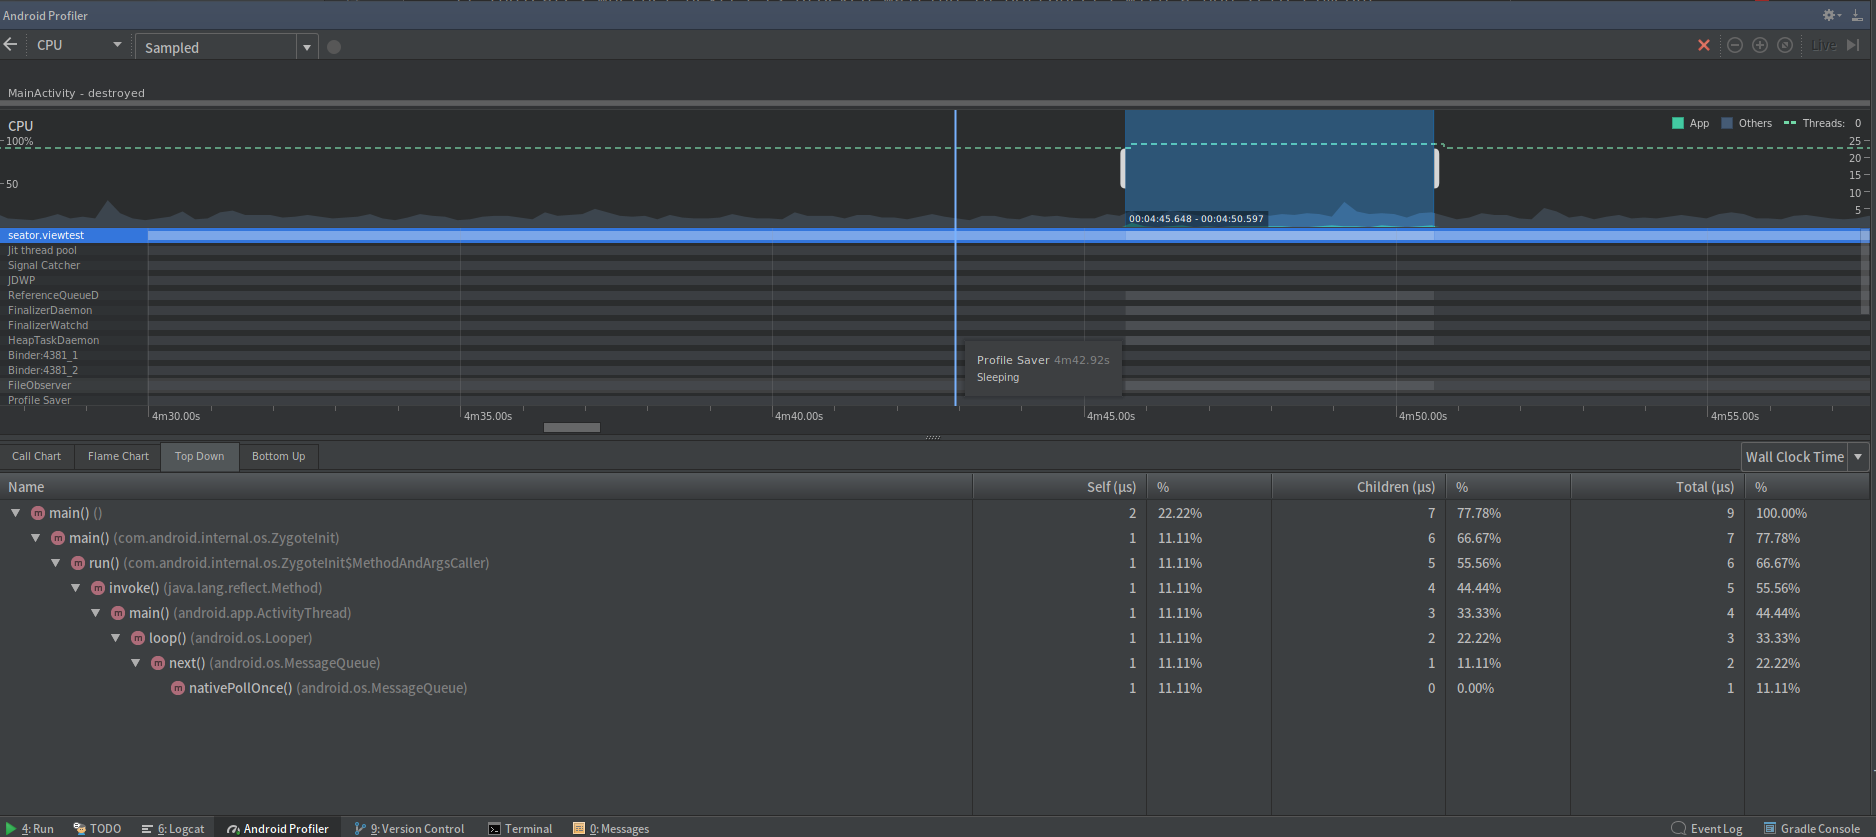 Android Profiler
CPU
Sampled
Live
MainActivity - destroyed
CPU
App Others Threads: 0
100%
50
25
20
15
10
5
00:04:45.648 - 00:04:50.597
seator.viewtest
Jit thread pool
Signal Catcher
JDWP
ReferenceQueueD
FinalizerDaemon
FinalizerWatchd
HeapTaskDaemon
Binder:4381_1
Binder:4381_2
FileObserver
Profile Saver
Profile Saver 4m42.92s
Sleeping
4m30.00s 4m35.00s 4m40.00s 4m45.00s 4m50.00s 4m55.00s
Call Chart Flame Chart Top Down Bottom Up Wall Clock Time
Name Self (μs) % Children (μs) % Total (μs) %
m main() () 2 22.22% 7 77.78% 9 100.00%
m main() (com.android.internal.os.ZygoteInit) 1 11.11% 6 66.67% 7 77.78%
m run() (com.android.internal.os.ZygoteInit$MethodAndArgsCaller) 1 11.11% 5 55.56% 6 66.67%
m invoke() (java.lang.reflect.Method) 1 11.11% 4 44.44% 5 55.56%
m main() (android.app.ActivityThread) 1 11.11% 3 33.33% 4 44.44%
m loop() (android.os.Looper) 1 11.11% 2 22.22% 3 33.33%
m next() (android.os.MessageQueue) 1 11.11% 1 11.11% 2 22.22%
m nativePollOnce() (android.os.MessageQueue) 1 11.11% 0 0.00% 1 11.11%
4: Run TODO 6: Logcat Android Profiler 9: Version Control Terminal 0: Messages Event Log Gradle Console